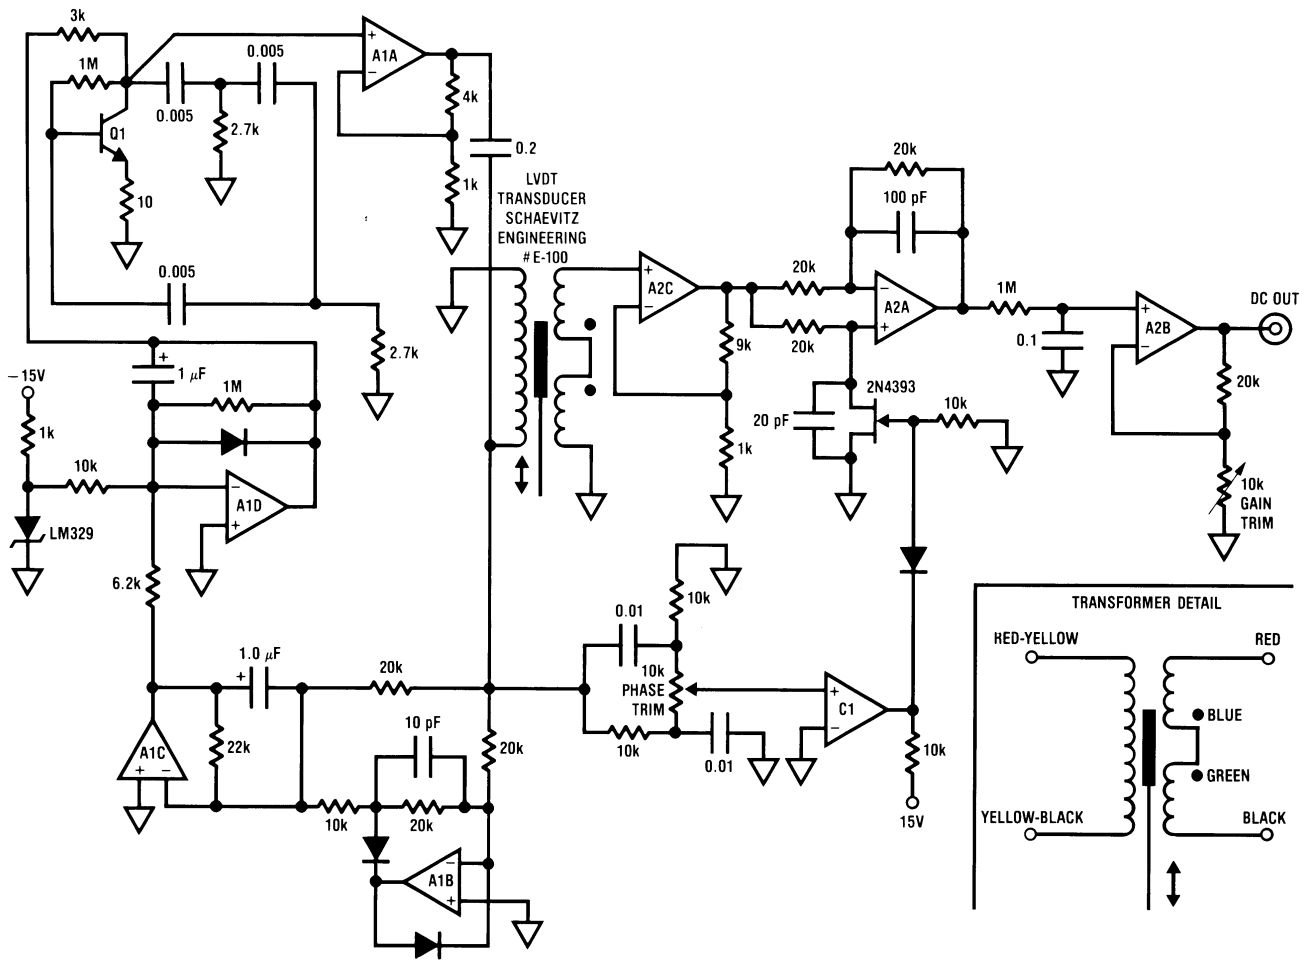 3k
1M
0.005
0.005
2.7k
Q1
10
0.005
2.7k
+
A1A
−
4k
1k
0.2
LVDT
TRANSDUCER
SCHAEVITZ
ENGINEERING
#E-100
−15V
1k
10k
LM329
+
1 µF
1M
−
A1D
+
6.2k
+
A2C
−
9k
1k
20k
20k
20k
100 pF
−
A2A
+
2N4393
20 pF
10k
1M
0.1
+
A2B
−
DC OUT
20k
10k
GAIN
TRIM
+
1.0 µF
20k
A1C
+ −
22k
10k
10 pF
20k
20k
−
A1B
+
0.01
10k
10k
PHASE
TRIM
10k
0.01
+
C1
−
10k
15V
TRANSFORMER DETAIL
RED-YELLOW
RED
BLUE
GREEN
YELLOW-BLACK
BLACK